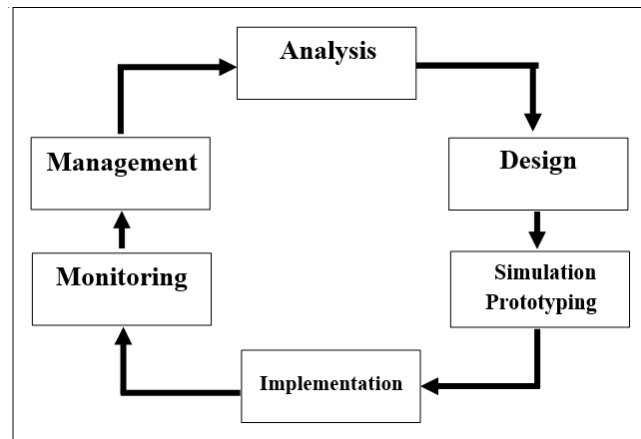 Analysis
Design
Simulation
Prototyping
Implementation
Monitoring
Management